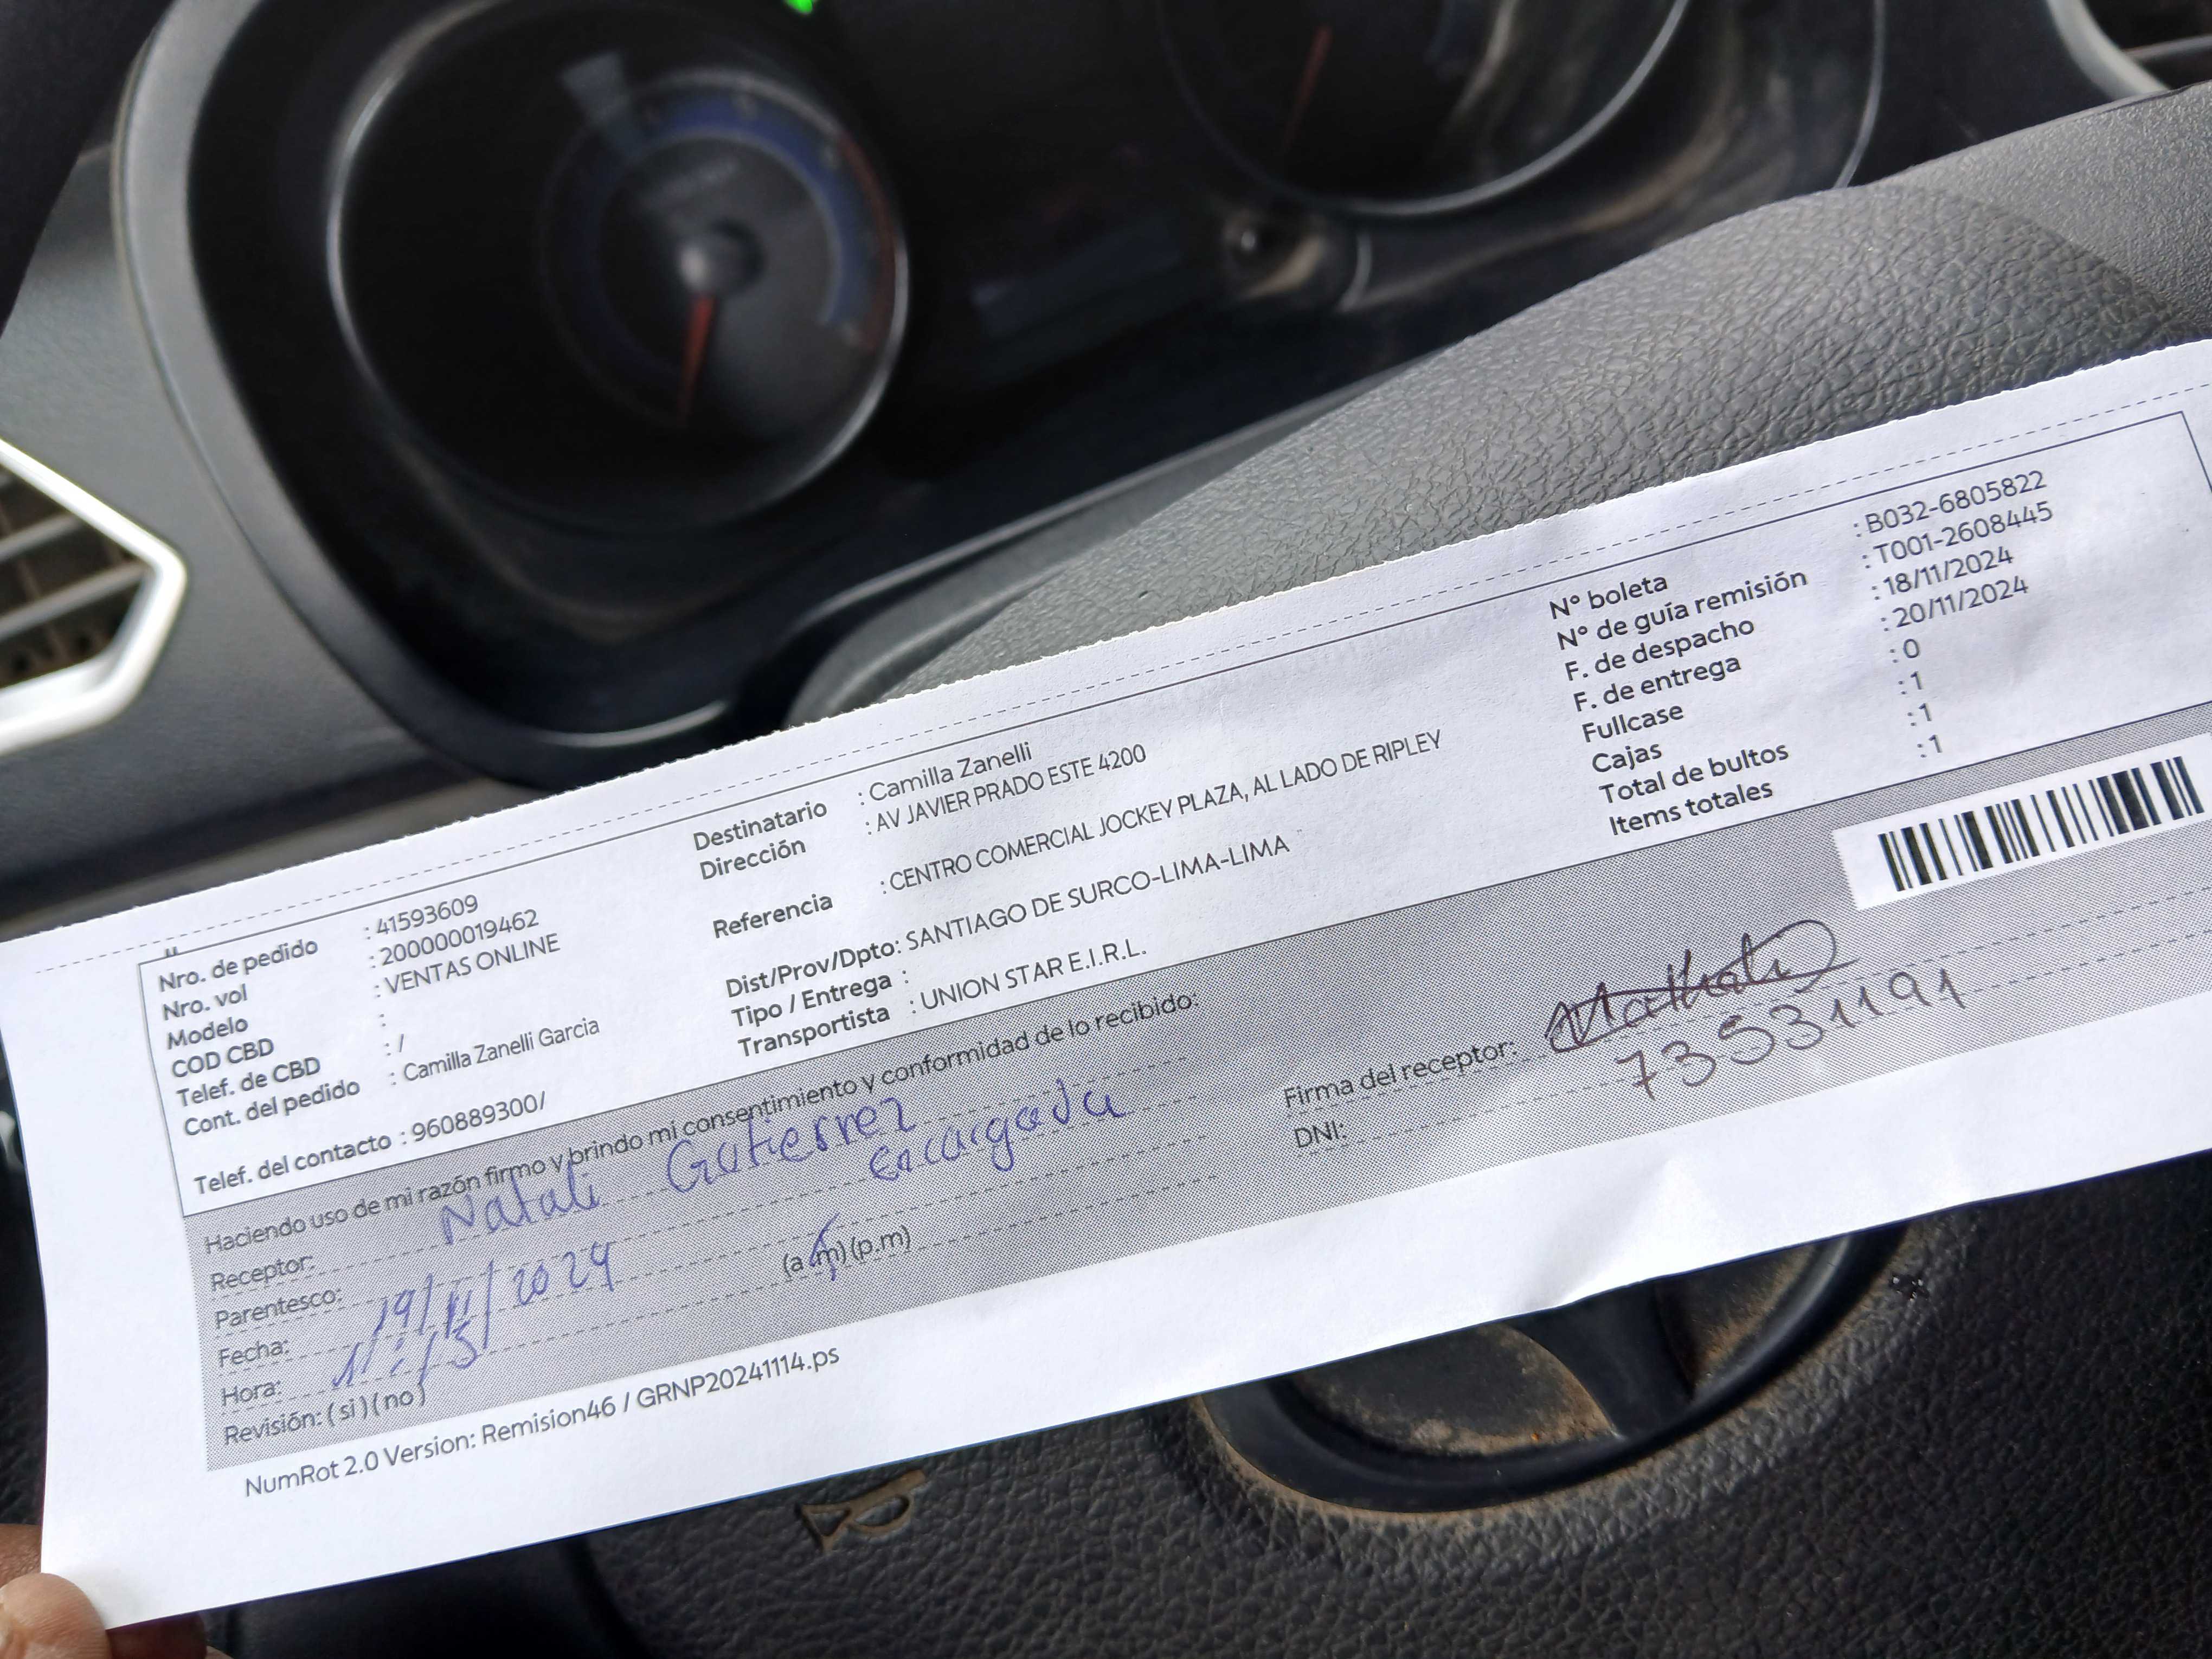 Nro. de pedido : 41593609
Nro. vol : 200000019462
Modelo : VENTAS ONLINE
COD CBD :
Telef. de CBD : /
Cont. del pedido : Camilla Zanelli Garcia
Telef. del contacto : 960889300/
Destinatario : Camilla Zanelli
Dirección : AV JAVIER PRADO ESTE 4200
Referencia : CENTRO COMERCIAL JOCKEY PLAZA, AL LADO DE RIPLEY
Dist/Prov/Dpto: SANTIAGO DE SURCO-LIMA-LIMA
Tipo / Entrega :
Transportista : UNION STAR E.I.R.L.
N° boleta : B032-6805822
N° de guía remisión : T001-2608445
F. de despacho : 18/11/2024
F. de entrega : 20/11/2024
Fullcase : 0
Cajas : 1
Total de bultos : 1
Items totales : 1
Haciendo uso de mi razón firmo y brindo mi consentimiento y conformidad de lo recibido:
Receptor: Natali Gutierrez
Parentesco: encargada
Fecha: 19/11/2024
Hora: 11:15 (a.m) (p.m)
Revisión: ( si ) ( no )
Firma del receptor:
DNI: 73531191
NumRot 2.0 Version: Remision46 / GRNP20241114.ps